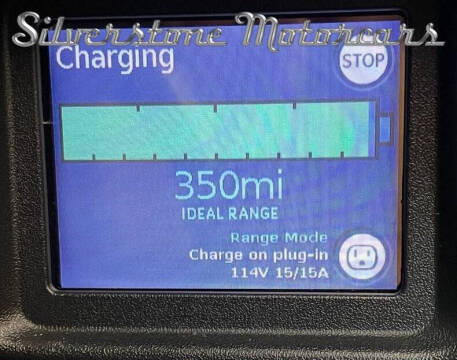 Silverstone Motorcars
Charging
STOP
350mi
IDEAL RANGE
Range Mode
Charge on plug-in
114V 15/15A